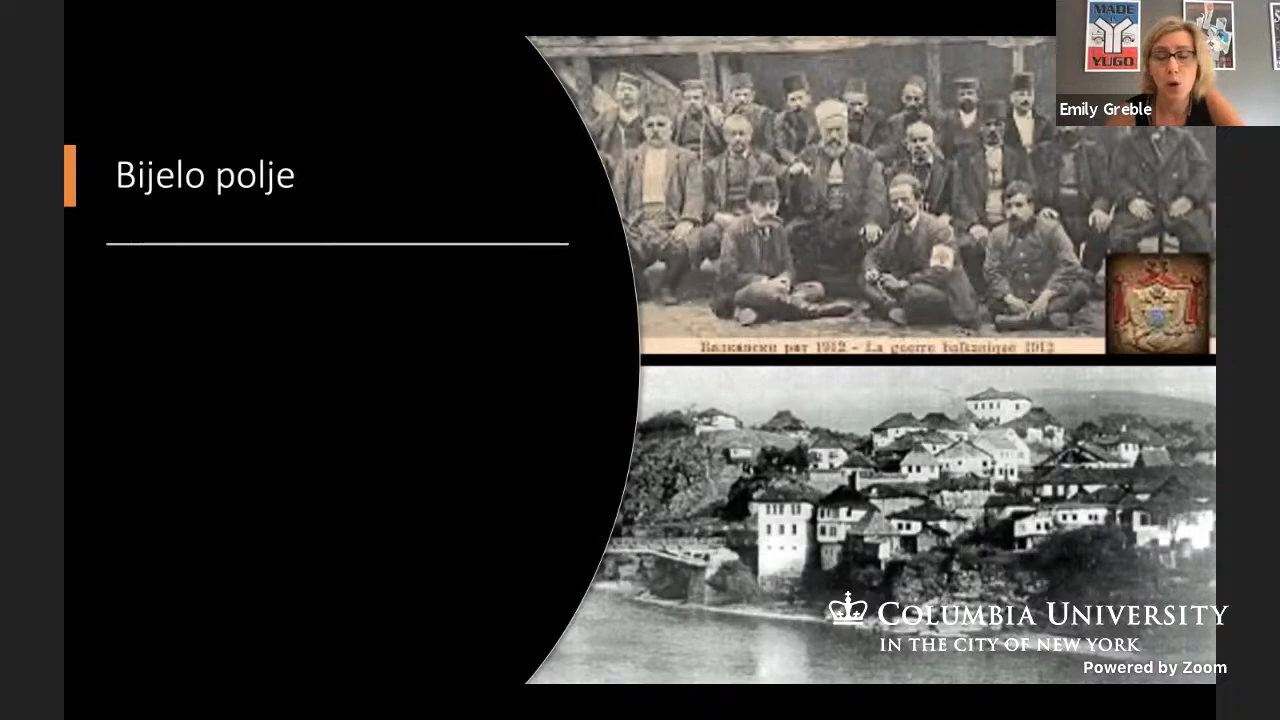 Bijelo polje
MADE
IN
YUGO
Emily Greble
Балкански рат 1912 - La guerre balkanique 1912
COLUMBIA UNIVERSITY
IN THE CITY OF NEW YORK
Powered by Zoom